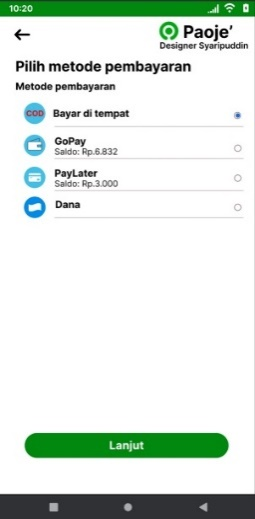 10:20
Paoje'
Designer Syaripuddin
Pilih metode pembayaran
Metode pembayaran
COD Bayar di tempat
GoPay
Saldo: Rp.6.832
PayLater
Saldo: Rp.3.000
Dana
Lanjut